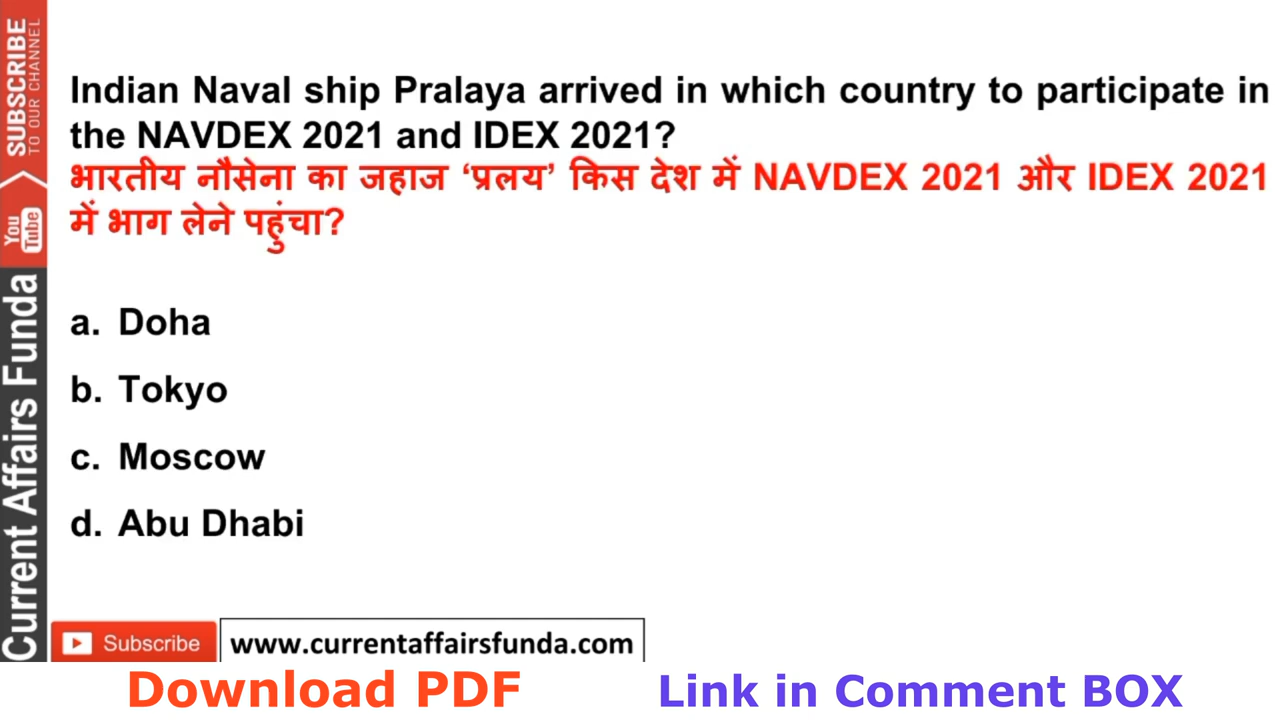 SUBSCRIBE
TO OUR CHANNEL
You
Tube
Current Affairs Funda
Indian Naval ship Pralaya arrived in which country to participate in
the NAVDEX 2021 and IDEX 2021?
भारतीय नौसेना का जहाज ‘प्रलय’ किस देश में NAVDEX 2021 और IDEX 2021
में भाग लेने पहुंचा?
a. Doha
b. Tokyo
c. Moscow
d. Abu Dhabi
Subscribe
www.currentaffairsfunda.com
Download PDF
Link in Comment BOX